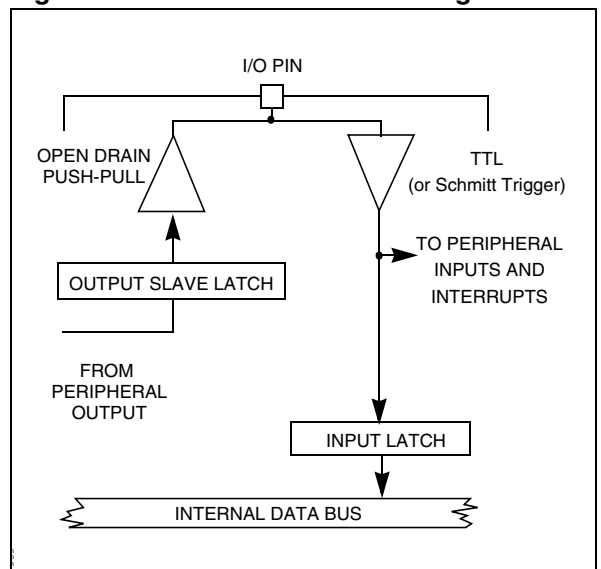 I/O PIN
OPEN DRAIN
PUSH-PULL
TTL
(or Schmitt Trigger)
TO PERIPHERAL
INPUTS AND
INTERRUPTS
OUTPUT SLAVE LATCH
FROM
PERIPHERAL
OUTPUT
INPUT LATCH
INTERNAL DATA BUS